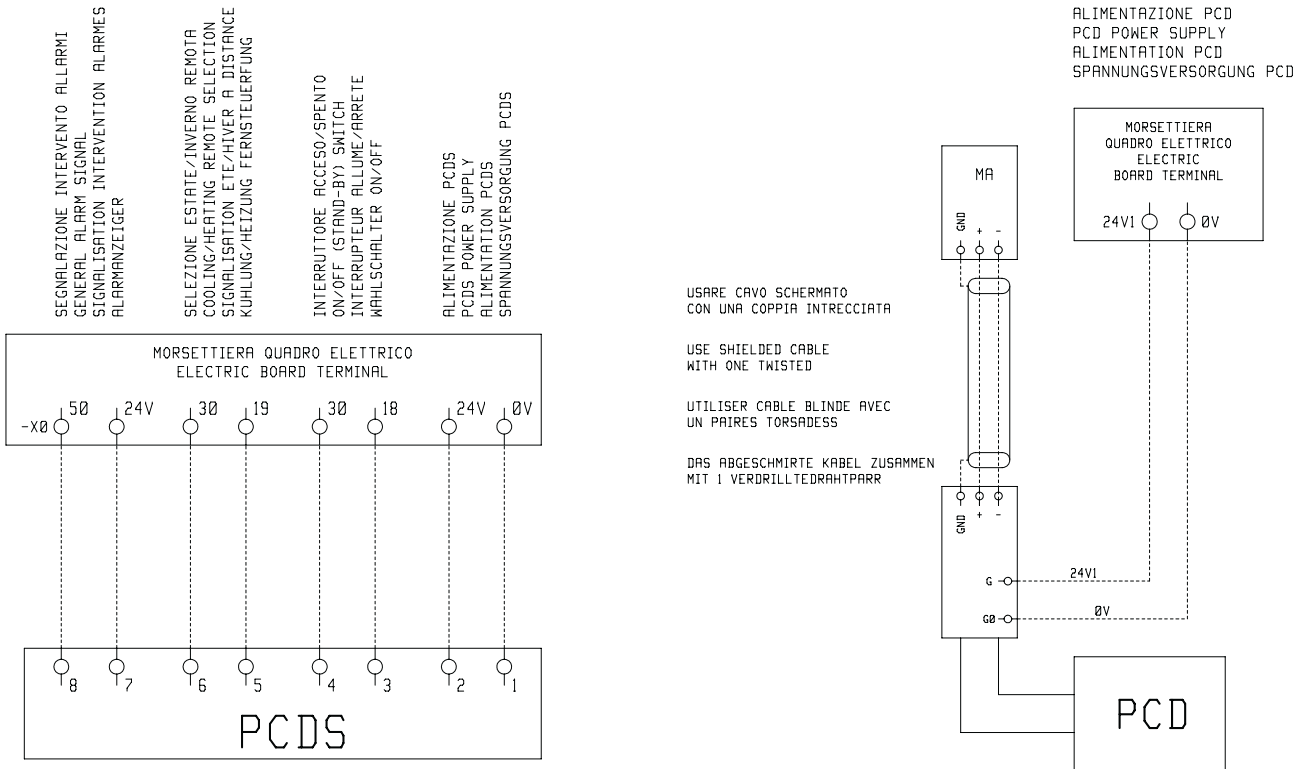 SEGNALAZIONE INTERVENTO ALLARMI
GENERAL ALARM SIGNAL
SIGNALISATION INTERVENTION ALARMES
ALARMANZEIGER
SELEZIONE ESTATE/INVERNO REMOTA
COOLING/HEATING REMOTE SELECTION
SIGNALISATION ETE/HIVER A DISTANCE
KUHLUNG/HEIZUNG FERNSTEUERFUNG
INTERRUTTORE ACCESO/SPENTO
ON/OFF (STAND-BY) SWITCH
INTERRUPTEUR ALLUME/ARRETE
WAHLSCHALTER ON/OFF
ALIMENTAZIONE PCDS
PCDS POWER SUPPLY
ALIMENTATION PCDS
SPANNUNGSVERSORGUNG PCDS
MORSETTIERA QUADRO ELETTRICO
ELECTRIC BOARD TERMINAL
-X0 50 24V 30 19 30 18 24V 0V
8 7 6 5 4 3 2 1
PCDS
ALIMENTAZIONE PCD
PCD POWER SUPPLY
ALIMENTATION PCD
SPANNUNGSVERSORGUNG PCD
MORSETTIERA
QUADRO ELETTRICO
ELECTRIC
BOARD TERMINAL
24V1 0V
MA
GND + -
USARE CAVO SCHERMATO
CON UNA COPPIA INTRECCIATA
USE SHIELDED CABLE
WITH ONE TWISTED
UTILISER CABLE BLINDE AVEC
UN PAIRES TORSADESS
DAS ABGESCHMIRTE KABEL ZUSAMMEN
MIT 1 VERDRILLTEDRAHTPARR
GND + -
G 24V1
G0 0V
PCD